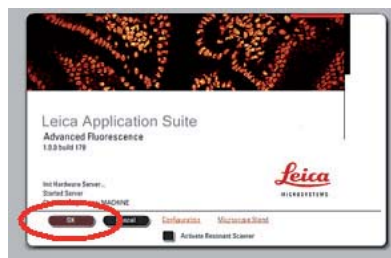 Leica Application Suite
Advanced Fluorescence
1.0.0 build 170
Init Hardware Server...
Started Server
MACHINE
Leica
MICROSYSTEMS
OK
Configuration
Microscope Stand
Activate Resonant Scanner